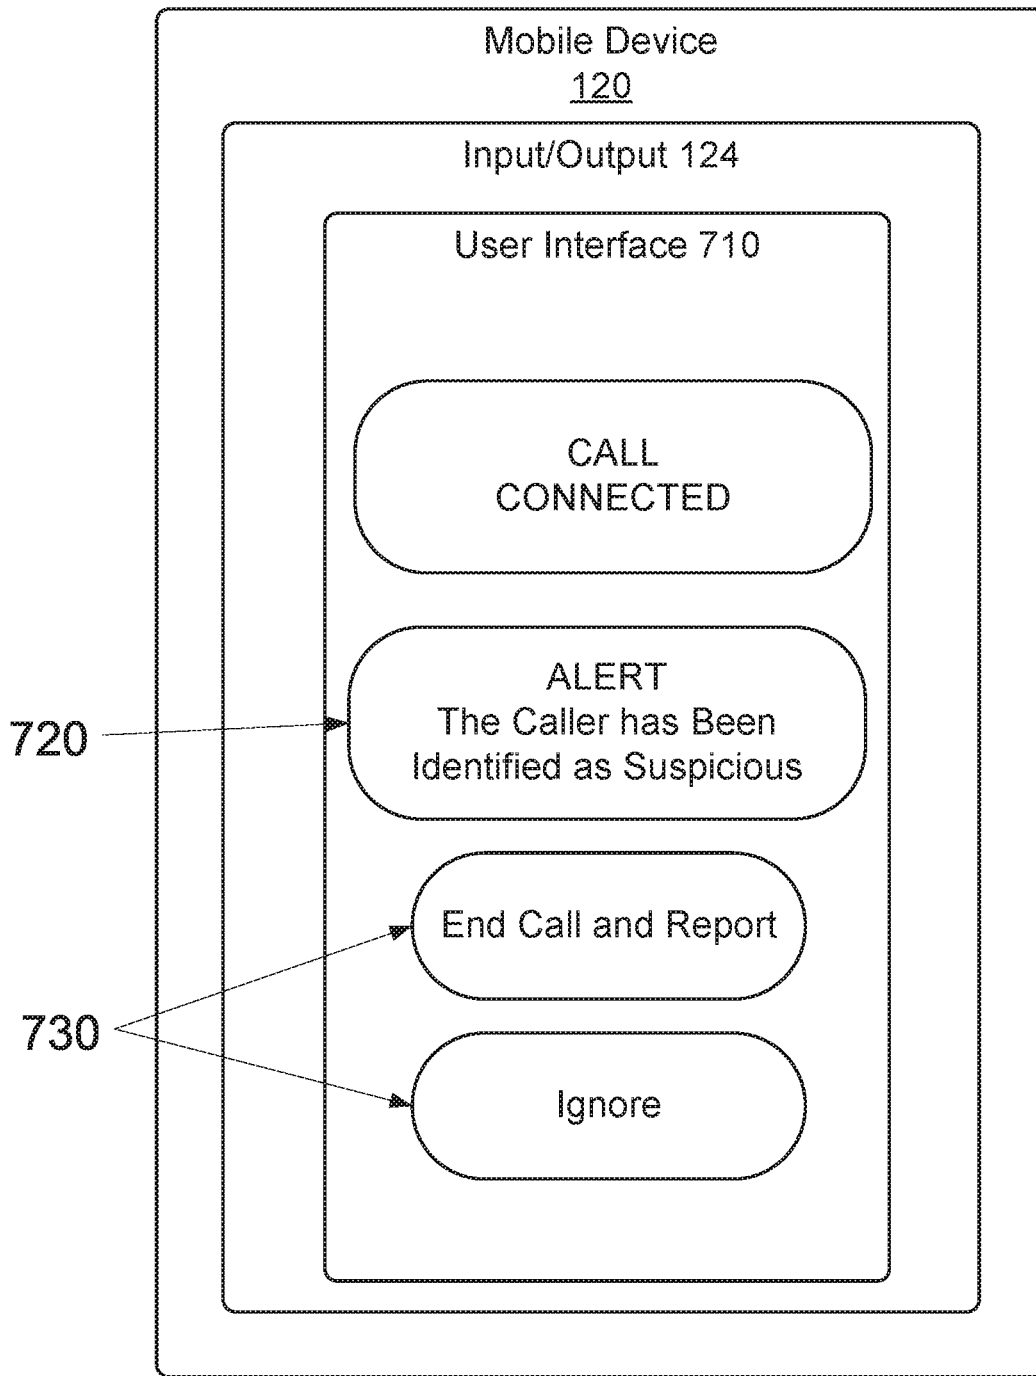 Mobile Device
120
Input/Output 124
User Interface 710
CALL
CONNECTED
ALERT
The Caller has Been
Identified as Suspicious
720
End Call and Report
730
Ignore